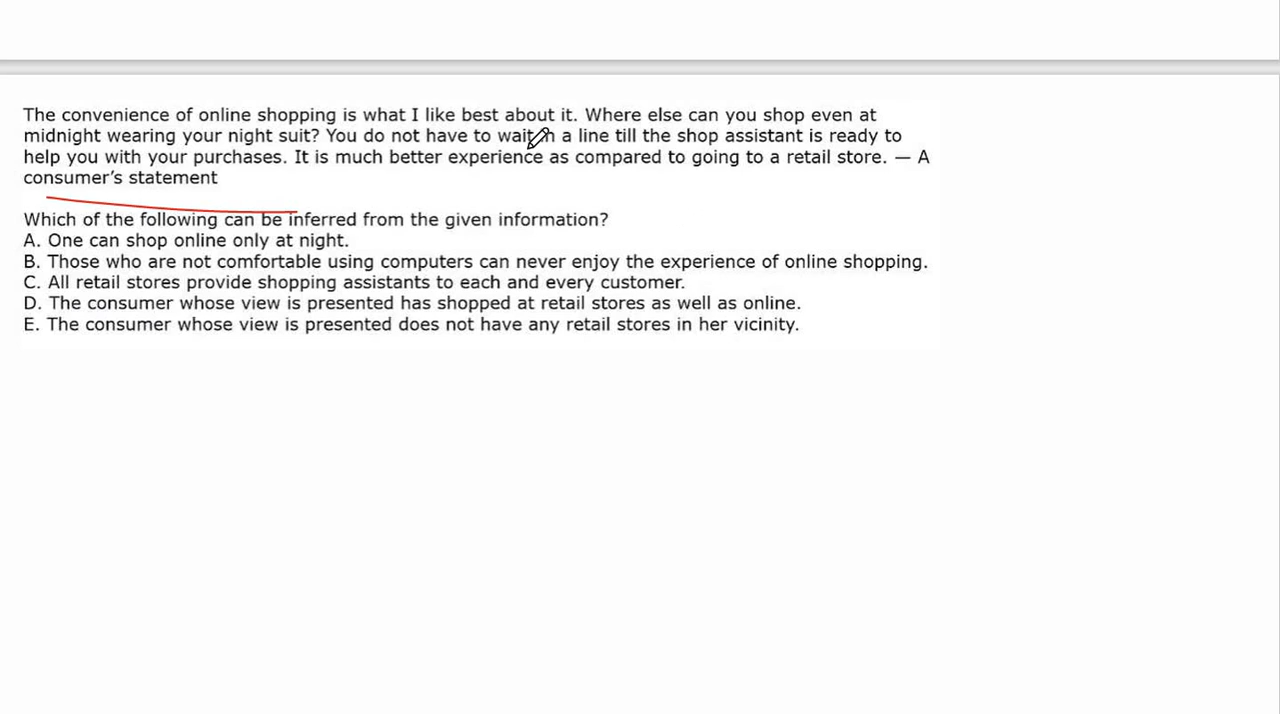 The convenience of online shopping is what I like best about it. Where else can you shop even at
midnight wearing your night suit? You do not have to wait in a line till the shop assistant is ready to
help you with your purchases. It is much better experience as compared to going to a retail store. — A
consumer’s statement
Which of the following can be inferred from the given information?
A. One can shop online only at night.
B. Those who are not comfortable using computers can never enjoy the experience of online shopping.
C. All retail stores provide shopping assistants to each and every customer.
D. The consumer whose view is presented has shopped at retail stores as well as online.
E. The consumer whose view is presented does not have any retail stores in her vicinity.